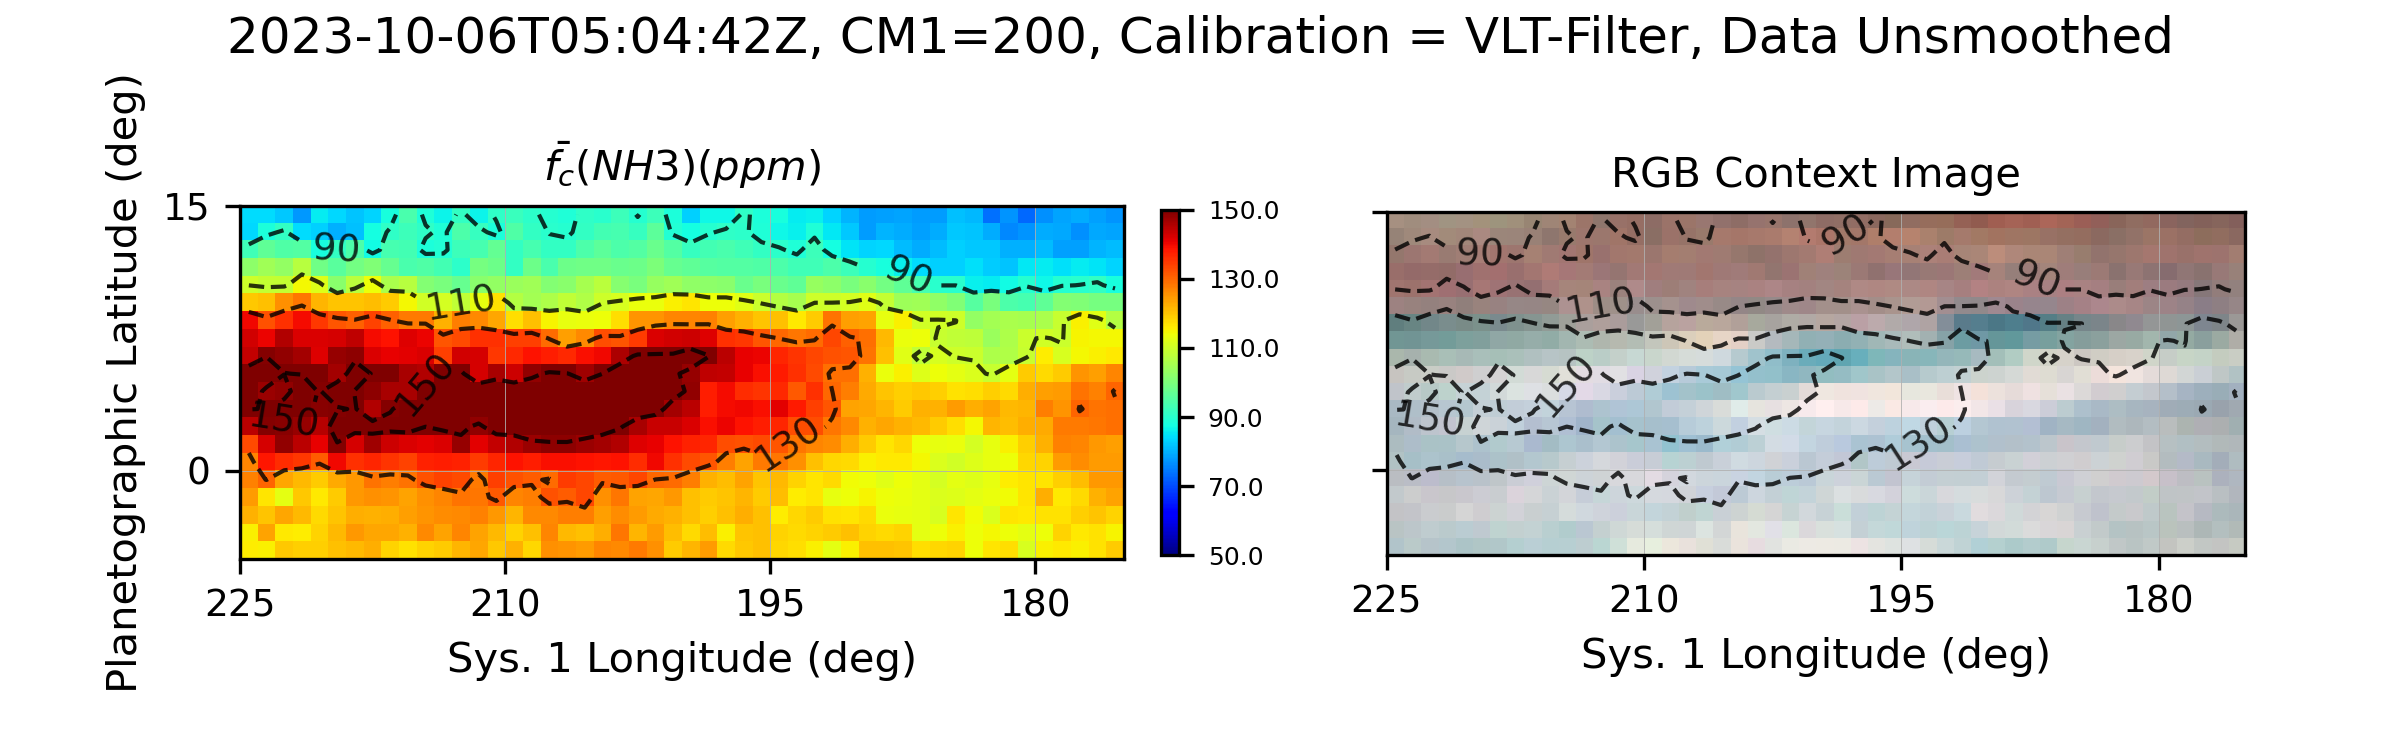 2023-10-06T05:04:42Z, CM1=200, Calibration = VLT-Filter, Data Unsmoothed
Planetographic Latitude (deg)
f̄c(NH3)(ppm)
15
0
90
90
110
150
150
130
225 210 195 180
Sys. 1 Longitude (deg)
150.0
130.0
110.0
90.0
70.0
50.0
RGB Context Image
90
90
90
110
150
150
130
225 210 195 180
Sys. 1 Longitude (deg)